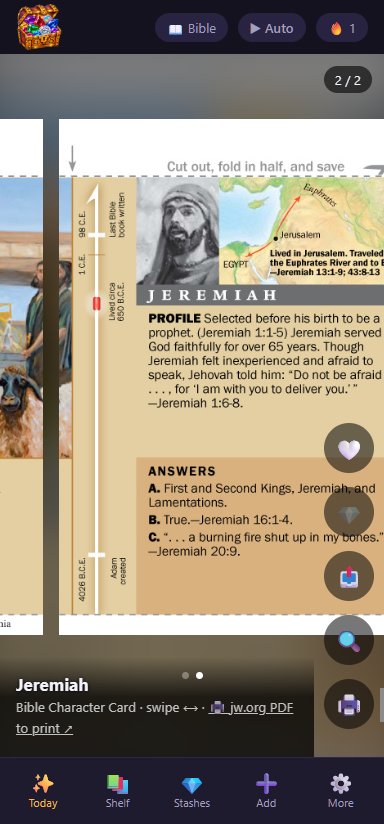 Bible
Auto
1
2 / 2
Cut out, fold in half, and save
98 C.E.
Last Bible
book written
1 C.E.
Lived circa
650 B.C.E.
4026 B.C.E.
Adam
created
Euphrates
Jerusalem
EGYPT
Lived in Jerusalem. Traveled
the Euphrates River and to E
—Jeremiah 13:1-9; 43:8-13
JEREMIAH
PROFILE Selected before his birth to be a
prophet. (Jeremiah 1:1-5) Jeremiah served
God faithfully for over 65 years. Though
Jeremiah felt inexperienced and afraid to
speak, Jehovah told him: “Do not be afraid
. . . , for ‘I am with you to deliver you.’ ”
—Jeremiah 1:6-8.
ANSWERS
A. First and Second Kings, Jeremiah, and
Lamentations.
B. True.—Jeremiah 16:1-4.
C. “. . . a burning fire shut up in my bones.”
—Jeremiah 20:9.
Jeremiah
Bible Character Card · swipe ↔ · jw.org PDF
to print ↗
Today
Shelf
Stashes
Add
More